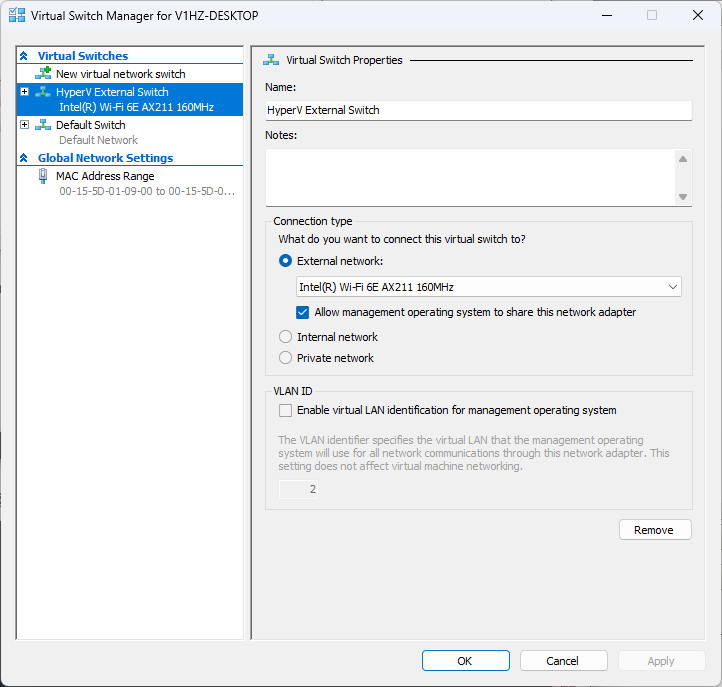 Virtual Switch Manager for V1HZ-DESKTOP
Virtual Switches
New virtual network switch
HyperV External Switch
Intel(R) Wi-Fi 6E AX211 160MHz
Default Switch
Default Network
Global Network Settings
MAC Address Range
00-15-5D-01-09-00 to 00-15-5D-0...
Virtual Switch Properties
Name:
HyperV External Switch
Notes:
Connection type
What do you want to connect this virtual switch to?
External network:
Intel(R) Wi-Fi 6E AX211 160MHz
Allow management operating system to share this network adapter
Internal network
Private network
VLAN ID
Enable virtual LAN identification for management operating system
The VLAN identifier specifies the virtual LAN that the management operating
system will use for all network communications through this network adapter. This
setting does not affect virtual machine networking.
2
Remove
OK
Cancel
Apply